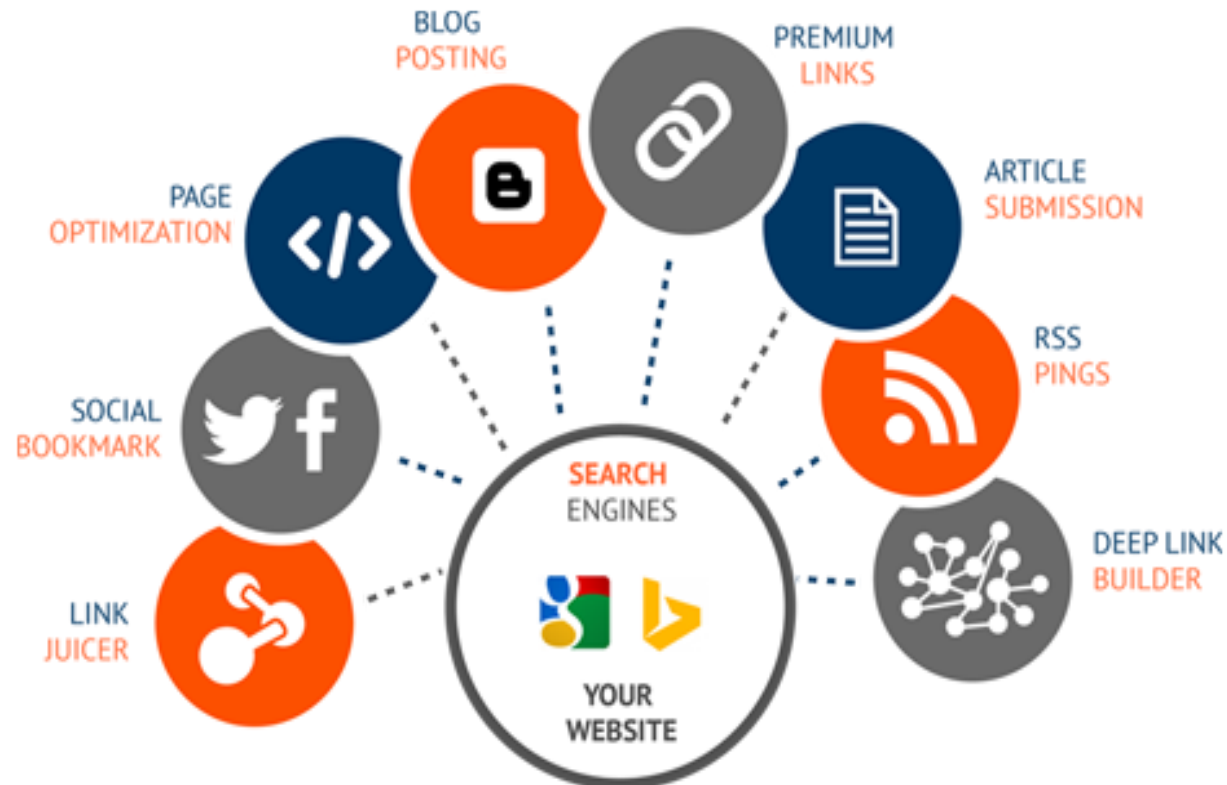 BLOG
POSTING
PREMIUM
LINKS
PAGE
OPTIMIZATION
ARTICLE
SUBMISSION
SOCIAL
BOOKMARK
RSS
PINGS
LINK
JUICER
DEEP LINK
BUILDER
SEARCH
ENGINES
YOUR
WEBSITE